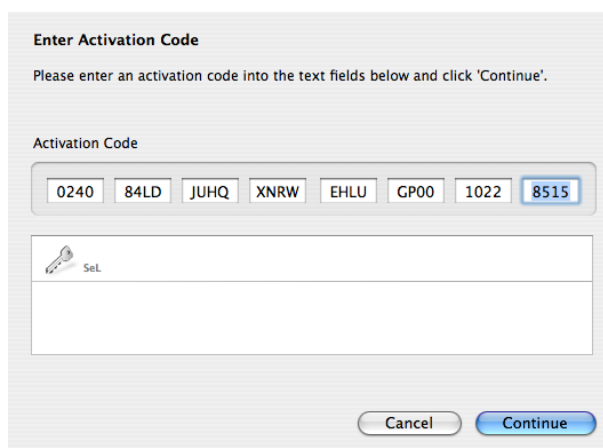 Enter Activation Code
Please enter an activation code into the text fields below and click 'Continue'.
Activation Code
0240 84LD JUHQ XNRW EHLU GP00 1022 8515
SeL
Cancel Continue